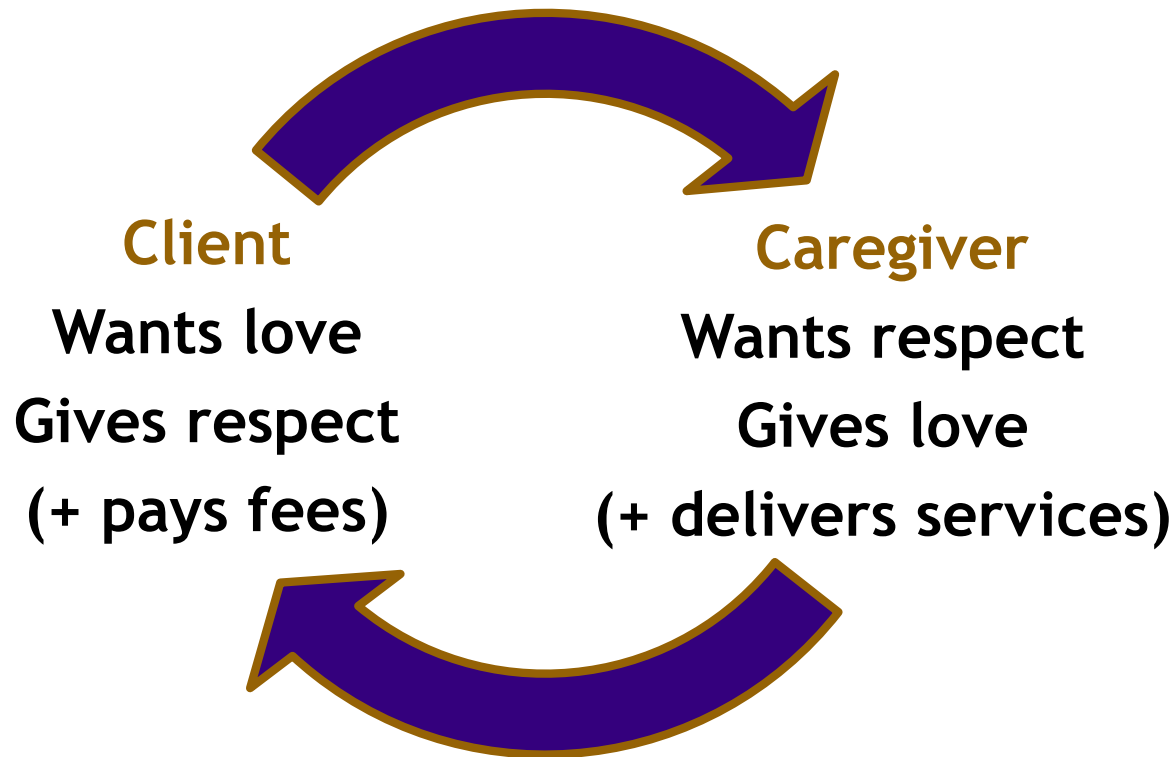 Client
Wants love
Gives respect
(+ pays fees)
Caregiver
Wants respect
Gives love
(+ delivers services)